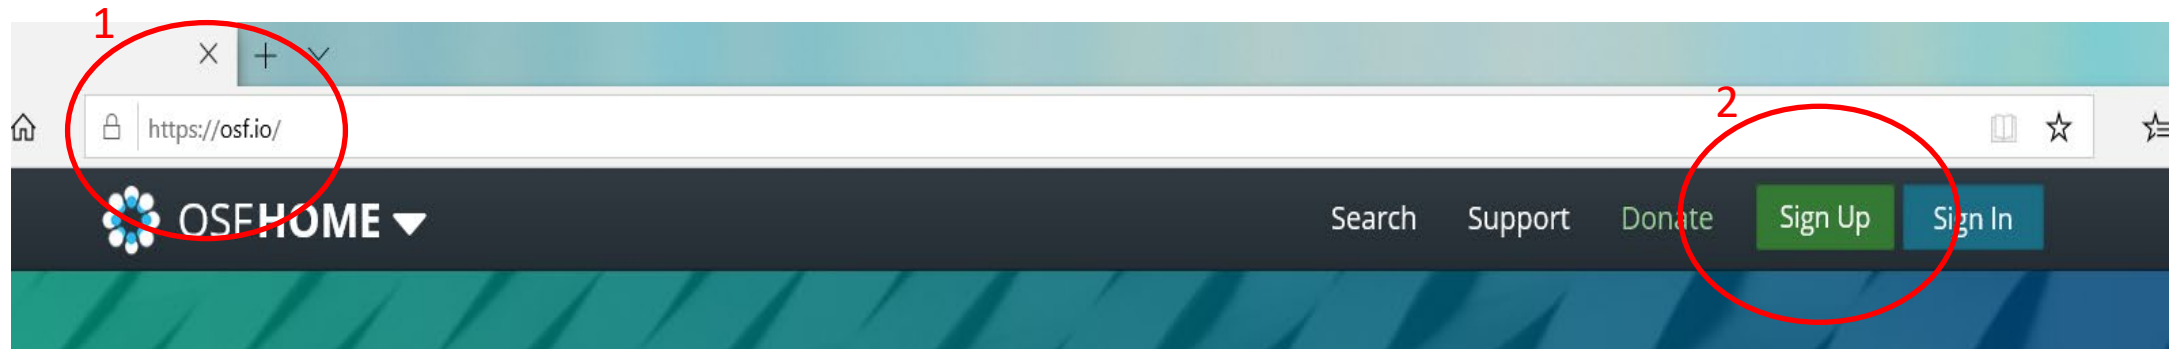 1
https://osf.io/
2
OSFHOME
Search Support Donate Sign Up Sign In